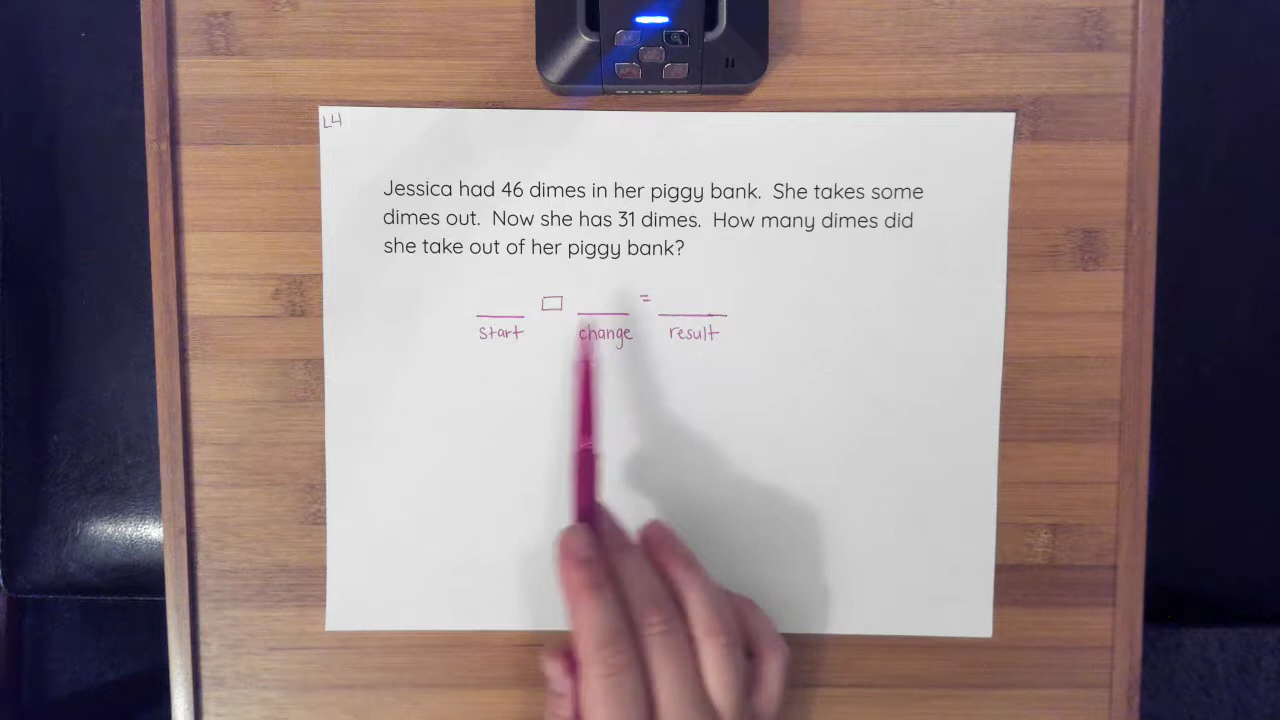 L4
Jessica had 46 dimes in her piggy bank. She takes some
dimes out. Now she has 31 dimes. How many dimes did
she take out of her piggy bank?
=
start change result